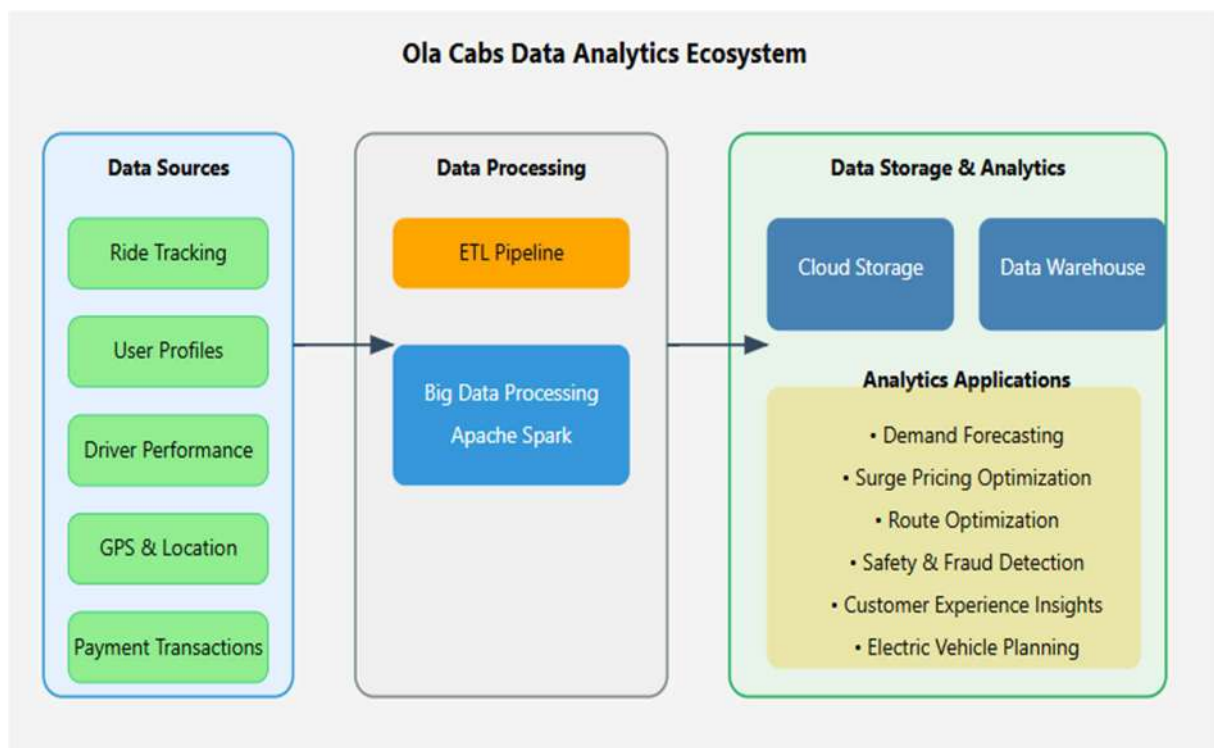 Ola Cabs Data Analytics Ecosystem
Data Sources
Ride Tracking
User Profiles
Driver Performance
GPS & Location
Payment Transactions
Data Processing
ETL Pipeline
Big Data Processing
Apache Spark
Data Storage & Analytics
Cloud Storage
Data Warehouse
Analytics Applications
• Demand Forecasting
• Surge Pricing Optimization
• Route Optimization
• Safety & Fraud Detection
• Customer Experience Insights
• Electric Vehicle Planning